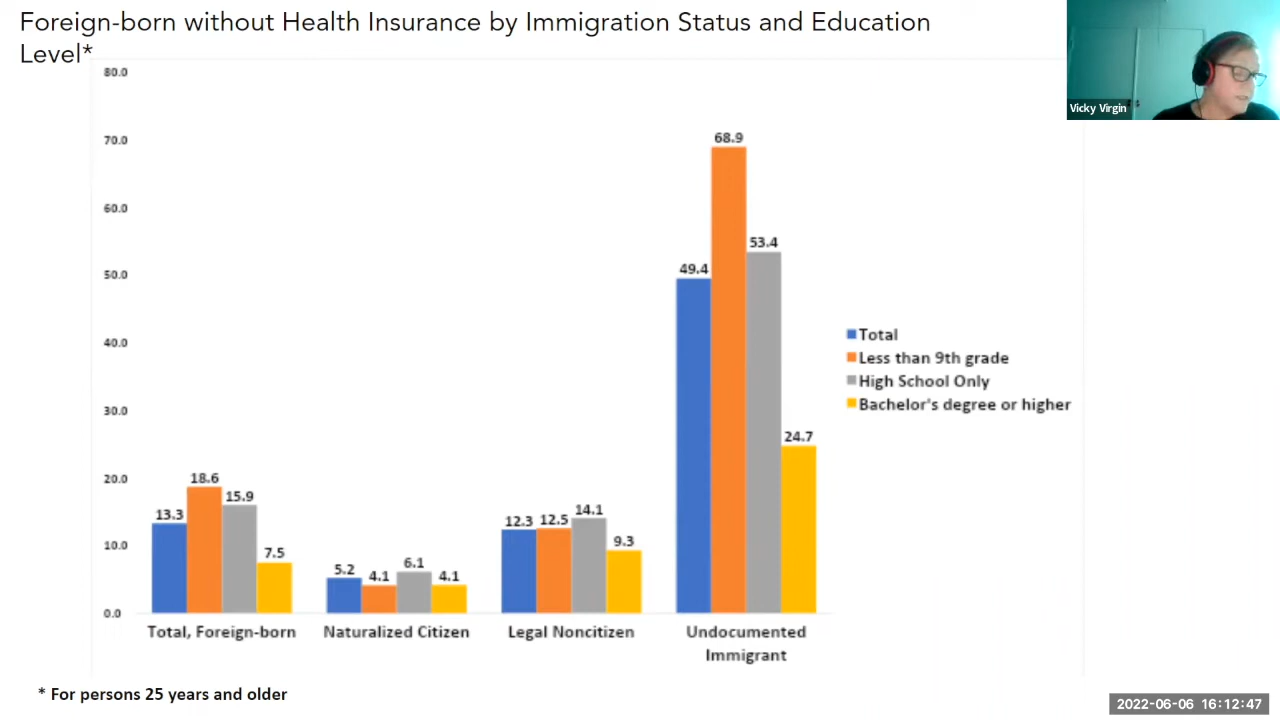 Foreign-born without Health Insurance by Immigration Status and Education
Level*
Vicky Virgin
80.0
70.0
60.0
50.0
40.0
30.0
20.0
10.0
0.0
13.3
18.6
15.9
7.5
5.2
4.1
6.1
4.1
12.3
12.5
14.1
9.3
49.4
68.9
53.4
24.7
Total, Foreign-born
Naturalized Citizen
Legal Noncitizen
Undocumented
Immigrant
Total
Less than 9th grade
High School Only
Bachelor's degree or higher
* For persons 25 years and older
2022-06-06 16:12:47